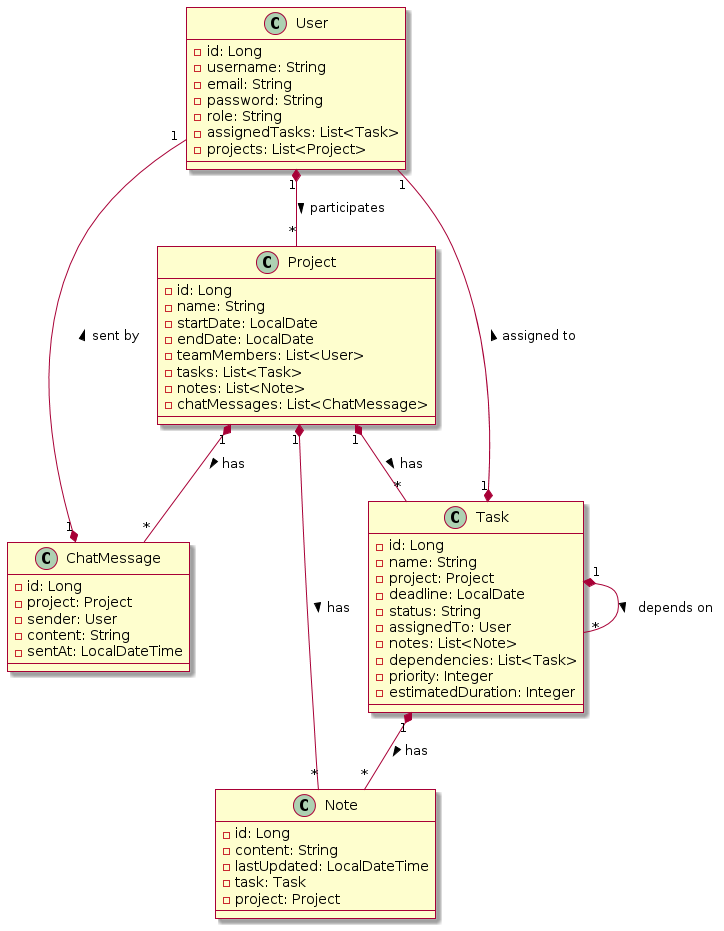 C User
id: Long
username: String
email: String
password: String
role: String
assignedTasks: List<Task>
projects: List<Project>
1
1
1
participates
*
C Project
id: Long
name: String
startDate: LocalDate
endDate: LocalDate
teamMembers: List<User>
tasks: List<Task>
notes: List<Note>
chatMessages: List<ChatMessage>
sent by
assigned to
1
1
1
has
has
*
*
1
1
C ChatMessage
id: Long
project: Project
sender: User
content: String
sentAt: LocalDateTime
C Task
id: Long
name: String
project: Project
deadline: LocalDate
status: String
assignedTo: User
notes: List<Note>
dependencies: List<Task>
priority: Integer
estimatedDuration: Integer
1
depends on
*
has
1
has
*
*
C Note
id: Long
content: String
lastUpdated: LocalDateTime
task: Task
project: Project